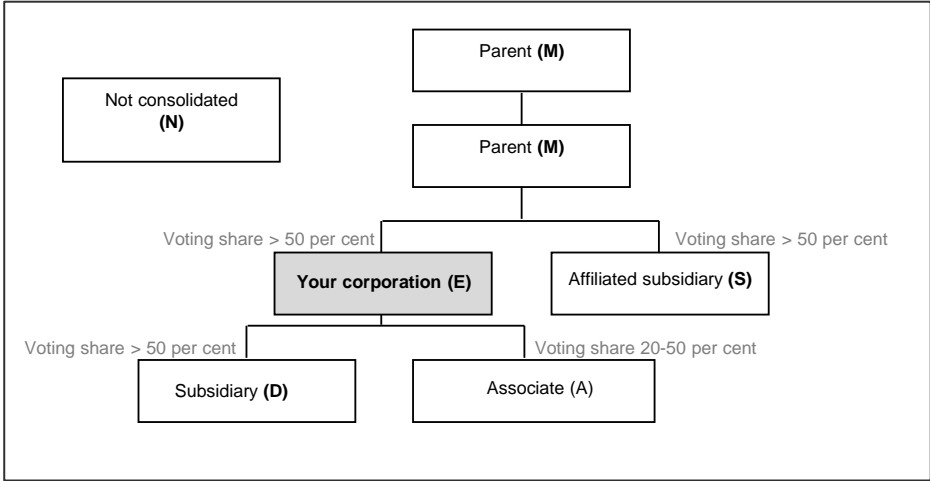 Parent (M)
Not consolidated
(N)
Parent (M)
Voting share > 50 per cent
Voting share > 50 per cent
Your corporation (E)
Affiliated subsidiary (S)
Voting share > 50 per cent
Voting share 20-50 per cent
Subsidiary (D)
Associate (A)